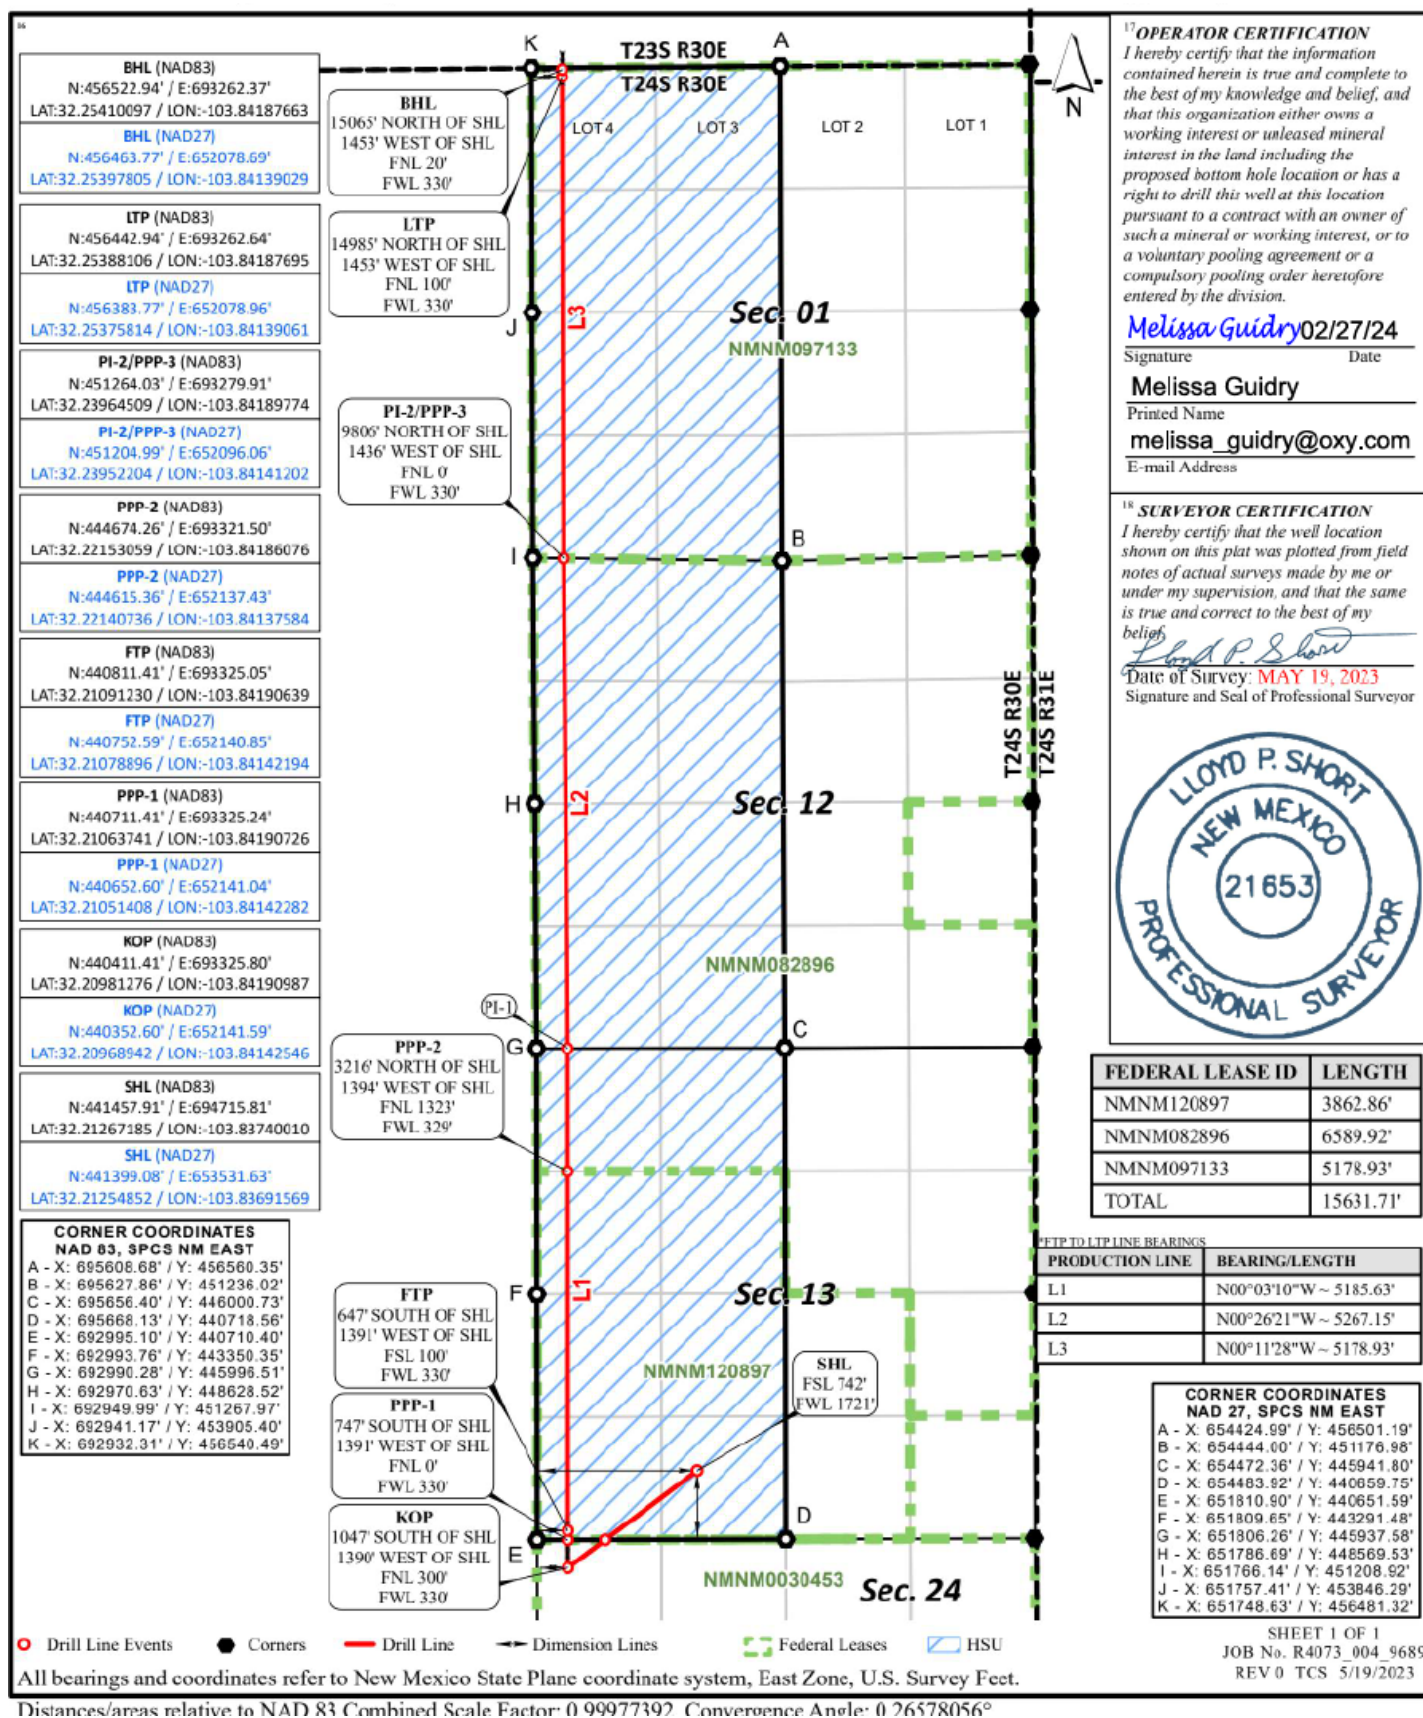 16
BHL (NAD83)
N:456522.94' / E:693262.37'
LAT:32.25410097 / LON:-103.84187663
BHL (NAD27)
N:456463.77' / E:652078.69'
LAT:32.25397805 / LON:-103.84139029
LTP (NAD83)
N:456442.94' / E:693262.64'
LAT:32.25388106 / LON:-103.84187695
LTP (NAD27)
N:456383.77' / E:652078.96'
LAT:32.25375814 / LON:-103.84139061
PI-2/PPP-3 (NAD83)
N:451264.03' / E:693279.91'
LAT:32.23964509 / LON:-103.84189774
PI-2/PPP-3 (NAD27)
N:451204.99' / E:652096.06'
LAT:32.23952204 / LON:-103.84141202
PPP-2 (NAD83)
N:444674.26' / E:693321.50'
LAT:32.22153059 / LON:-103.84186076
PPP-2 (NAD27)
N:444615.36' / E:652137.43'
LAT:32.22140736 / LON:-103.84137584
FTP (NAD83)
N:440811.41' / E:693325.05'
LAT:32.21091230 / LON:-103.84190639
FTP (NAD27)
N:440752.59' / E:652140.85'
LAT:32.21078896 / LON:-103.84142194
PPP-1 (NAD83)
N:440711.41' / E:693325.24'
LAT:32.21063741 / LON:-103.84190726
PPP-1 (NAD27)
N:440652.60' / E:652141.04'
LAT:32.21051408 / LON:-103.84142282
KOP (NAD83)
N:440411.41' / E:693325.80'
LAT:32.20981276 / LON:-103.84190987
KOP (NAD27)
N:440352.60' / E:652141.59'
LAT:32.20968942 / LON:-103.84142546
SHL (NAD83)
N:441457.91' / E:694715.81'
LAT:32.21267185 / LON:-103.83740010
SHL (NAD27)
N:441399.08' / E:653531.63'
LAT:32.21254852 / LON:-103.83691569
CORNER COORDINATES
NAD 83, SPCS NM EAST
A - X: 695608.68' / Y: 456560.35'
B - X: 695627.86' / Y: 451236.02'
C - X: 695656.40' / Y: 446000.73'
D - X: 695668.13' / Y: 440718.56'
E - X: 692995.10' / Y: 440710.40'
F - X: 692993.76' / Y: 443350.35'
G - X: 692990.28' / Y: 445996.51'
H - X: 692970.63' / Y: 448628.52'
I - X: 692949.99' / Y: 451267.97'
J - X: 692941.17' / Y: 453905.40'
K - X: 692932.31' / Y: 456540.49'
K
T23S R30E
A
T24S R30E
N
LOT 4
LOT 3
LOT 2
LOT 1
BHL
15065' NORTH OF SHL
1453' WEST OF SHL
FNL 20'
FWL 330'
LTP
14985' NORTH OF SHL
1453' WEST OF SHL
FNL 100'
FWL 330'
J
L3
Sec. 01
NMNM097133
PI-2/PPP-3
9806' NORTH OF SHL
1436' WEST OF SHL
FNL 0'
FWL 330'
I
B
T24S R30E
T24S R31E
H
L2
Sec. 12
NMNM082896
PI-1
G
C
PPP-2
3216' NORTH OF SHL
1394' WEST OF SHL
FNL 1323'
FWL 329'
F
L1
Sec. 13
FTP
647' SOUTH OF SHL
1391' WEST OF SHL
FSL 100'
FWL 330'
NMNM120897
SHL
FSL 742'
FWL 1721'
PPP-1
747' SOUTH OF SHL
1391' WEST OF SHL
FNL 0'
FWL 330'
KOP
1047' SOUTH OF SHL
1390' WEST OF SHL
FNL 300'
FWL 330'
E
D
NMNM0030453
Sec. 24
17 OPERATOR CERTIFICATION
I hereby certify that the information
contained herein is true and complete to
the best of my knowledge and belief, and
that this organization either owns a
working interest or unleased mineral
interest in the land including the
proposed bottom hole location or has a
right to drill this well at this location
pursuant to a contract with an owner of
such a mineral or working interest, or to
a voluntary pooling agreement or a
compulsory pooling order heretofore
entered by the division.
Melissa Guidry 02/27/24
Signature Date
Melissa Guidry
Printed Name
melissa_guidry@oxy.com
E-mail Address
18 SURVEYOR CERTIFICATION
I hereby certify that the well location
shown on this plat was plotted from field
notes of actual surveys made by me or
under my supervision, and that the same
is true and correct to the best of my
belief.
Lloyd P. Short
Date of Survey: MAY 19, 2023
Signature and Seal of Professional Surveyor
LLOYD P. SHORT
NEW MEXICO
21653
PROFESSIONAL SURVEYOR
FEDERAL LEASE ID LENGTH
NMNM120897 3862.86'
NMNM082896 6589.92'
NMNM097133 5178.93'
TOTAL 15631.71'
*FTP TO LTP LINE BEARINGS
PRODUCTION LINE BEARING/LENGTH
L1 N00°03'10"W ~ 5185.63'
L2 N00°26'21"W ~ 5267.15'
L3 N00°11'28"W ~ 5178.93'
CORNER COORDINATES
NAD 27, SPCS NM EAST
A - X: 654424.99' / Y: 456501.19'
B - X: 654444.00' / Y: 451176.98'
C - X: 654472.36' / Y: 445941.80'
D - X: 654483.92' / Y: 440659.75'
E - X: 651810.90' / Y: 440651.59'
F - X: 651809.65' / Y: 443291.48'
G - X: 651806.26' / Y: 445937.58'
H - X: 651786.69' / Y: 448569.53'
I - X: 651766.14' / Y: 451208.92'
J - X: 651757.41' / Y: 453846.29'
K - X: 651748.63' / Y: 456481.32'
SHEET 1 OF 1
JOB No. R4073_004_9689
REV 0 TCS 5/19/2023
Drill Line Events Corners Drill Line Dimension Lines Federal Leases HSU
All bearings and coordinates refer to New Mexico State Plane coordinate system, East Zone, U.S. Survey Feet.
Distances/areas relative to NAD 83 Combined Scale Factor: 0.99977392 Convergence Angle: 0.26578056°